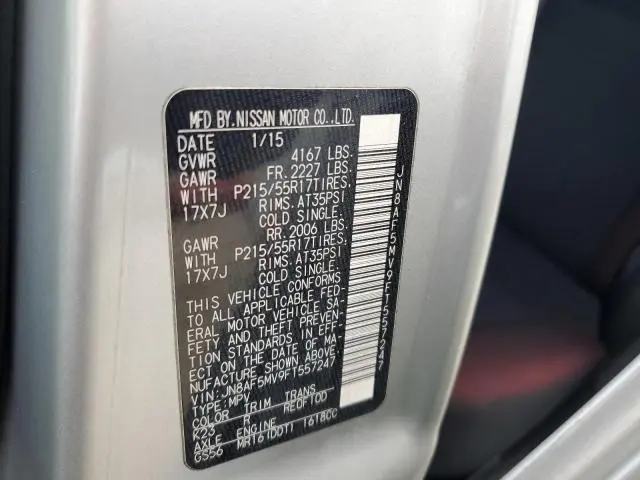 MFD BY.NISSAN MOTOR CO.,LTD.
DATE 1/15
GVWR 4167 LBS.
GAWR FR.2227 LBS.
WITH P215/55R17TIRES,
17X7J RIMS.AT35PSI
COLD SINGLE.
GAWR RR.2006 LBS.
WITH P215/55R17TIRES,
17X7J RIMS.AT35PSI
COLD SINGLE.
THIS VEHICLE CONFORMS
TO ALL APPLICABLE FED-
ERAL MOTOR VEHICLE SA-
FETY AND THEFT PREVEN-
TION STANDARDS IN EFF-
ECT ON THE DATE OF MA-
NUFACTURE SHOWN ABOVE.
VIN:JN8AF5MV9FT557247
TYPE:MPV
COLOR TRIM TRANS
K23 R RE0F10D
AXLE ENGINE
GS56 MR16 1618CC
JN8AF5MV9FT557247